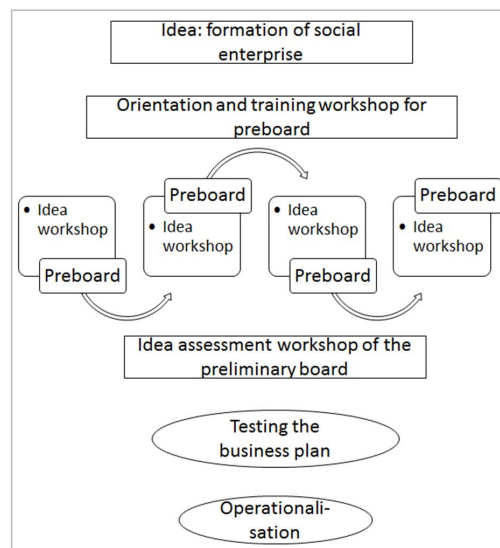 Idea: formation of social
enterprise
Orientation and training workshop for
preboard
• Idea
workshop
Preboard
Preboard
• Idea
workshop
• Idea
workshop
Preboard
Preboard
• Idea
workshop
Idea assessment workshop of the
preliminary board
Testing the
business plan
Operationali-
sation